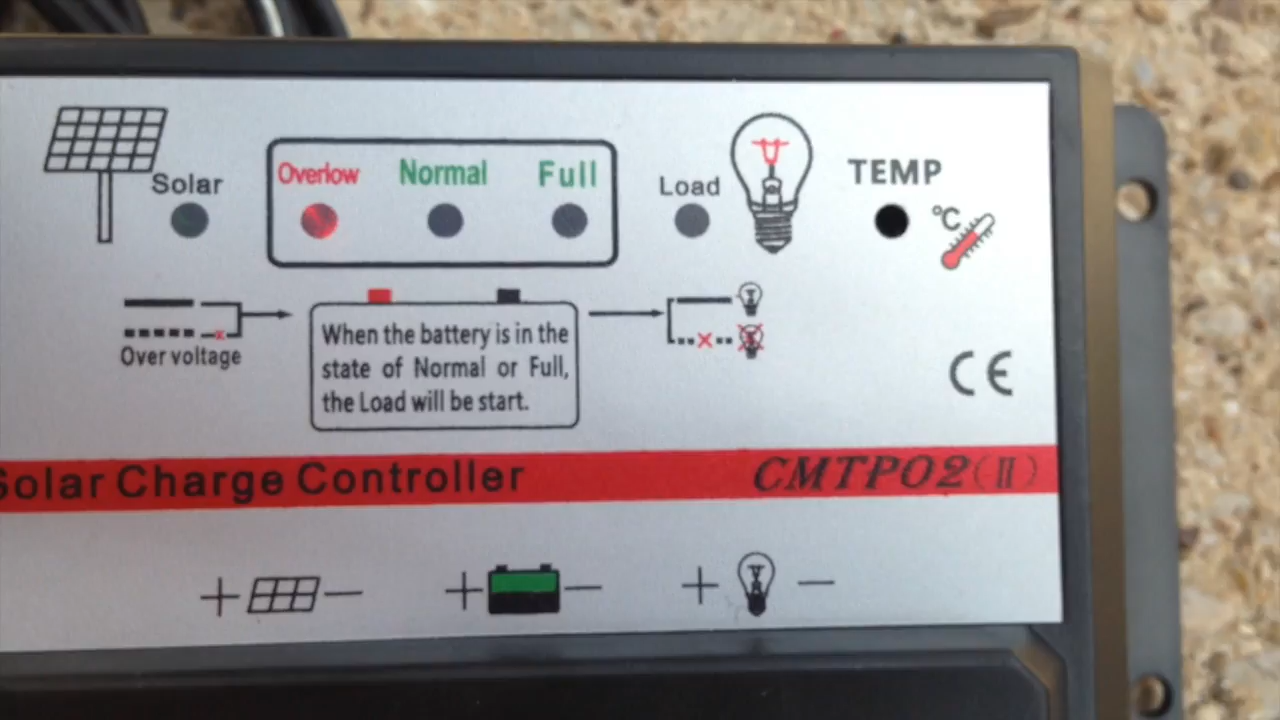 Solar
Overlow
Normal
Full
Load
TEMP
°C
Over voltage
When the battery is in the
state of Normal or Full,
the Load will be start.
CE
Solar Charge Controller
CMTP02(II)
+ −
+ −
+ −